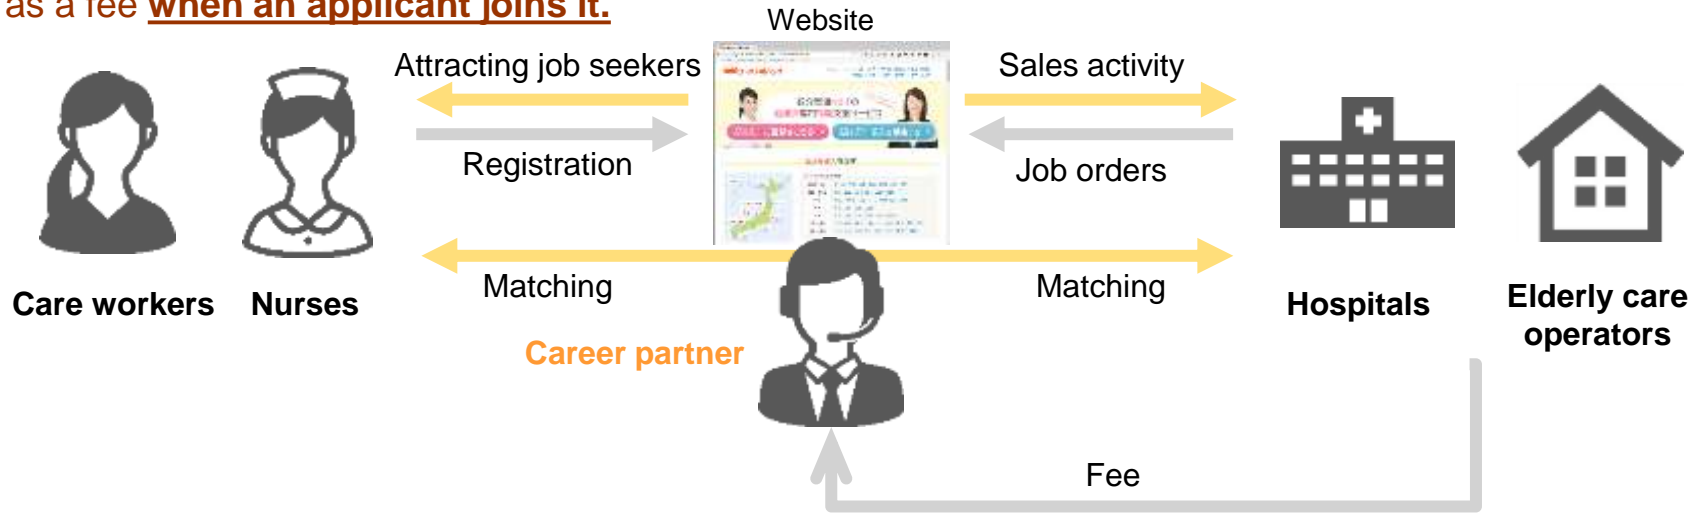 as a fee when an applicant joins it.
Website
Attracting job seekers
Sales activity
Registration
Job orders
Matching
Matching
Care workers
Nurses
Hospitals
Elderly care
operators
Career partner
Fee